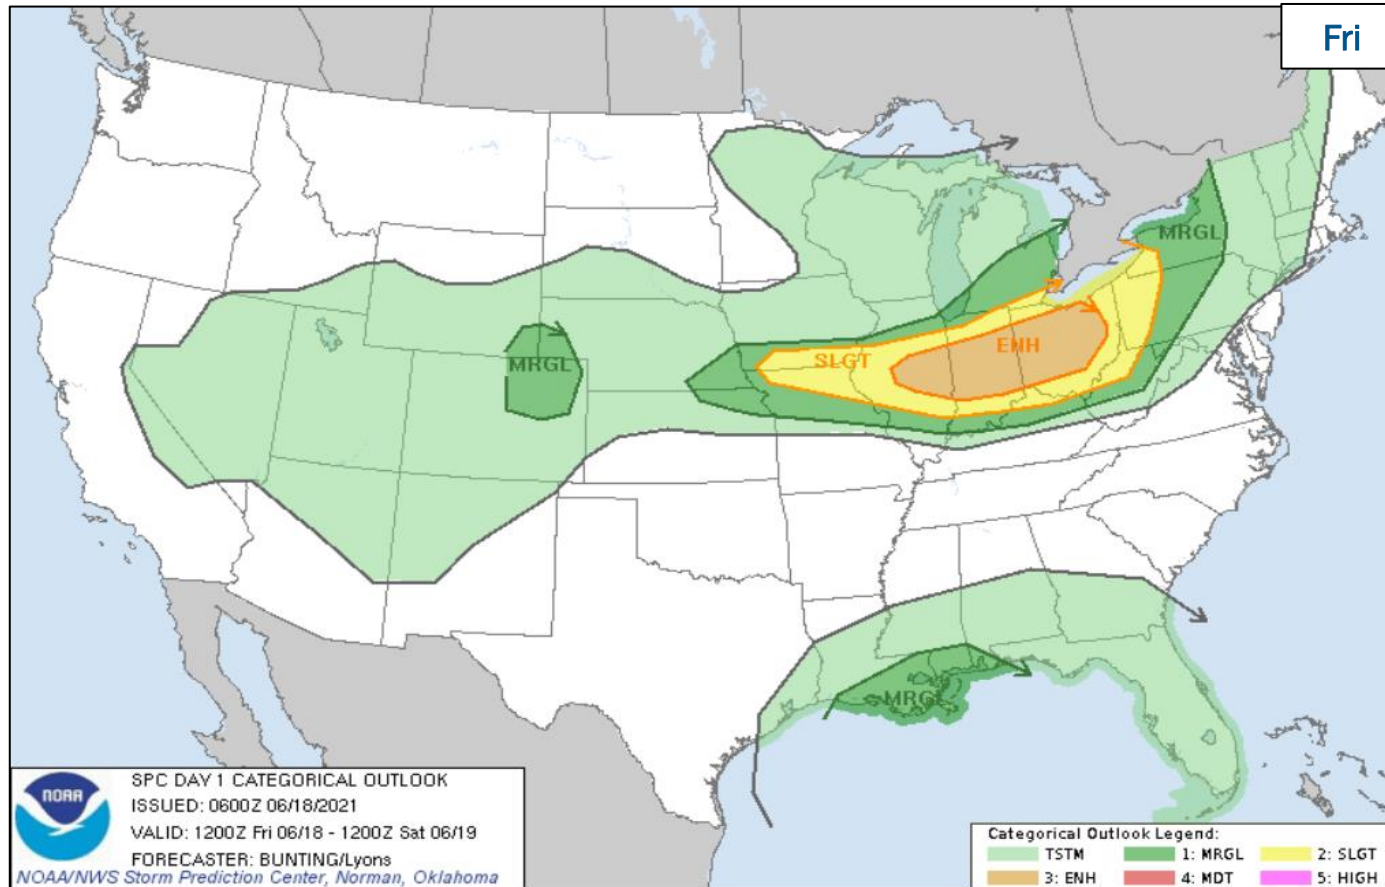 Fri
MRGL
MRGL
SLGT
ENH
MRGL
NOAA
SPC DAY 1 CATEGORICAL OUTLOOK
ISSUED: 0600Z 06/18/2021
VALID: 1200Z Fri 06/18 - 1200Z Sat 06/19
FORECASTER: BUNTING/Lyons
NOAA/NWS Storm Prediction Center, Norman, Oklahoma
Categorical Outlook Legend:
TSTM 1: MRGL 2: SLGT
3: ENH 4: MDT 5: HIGH